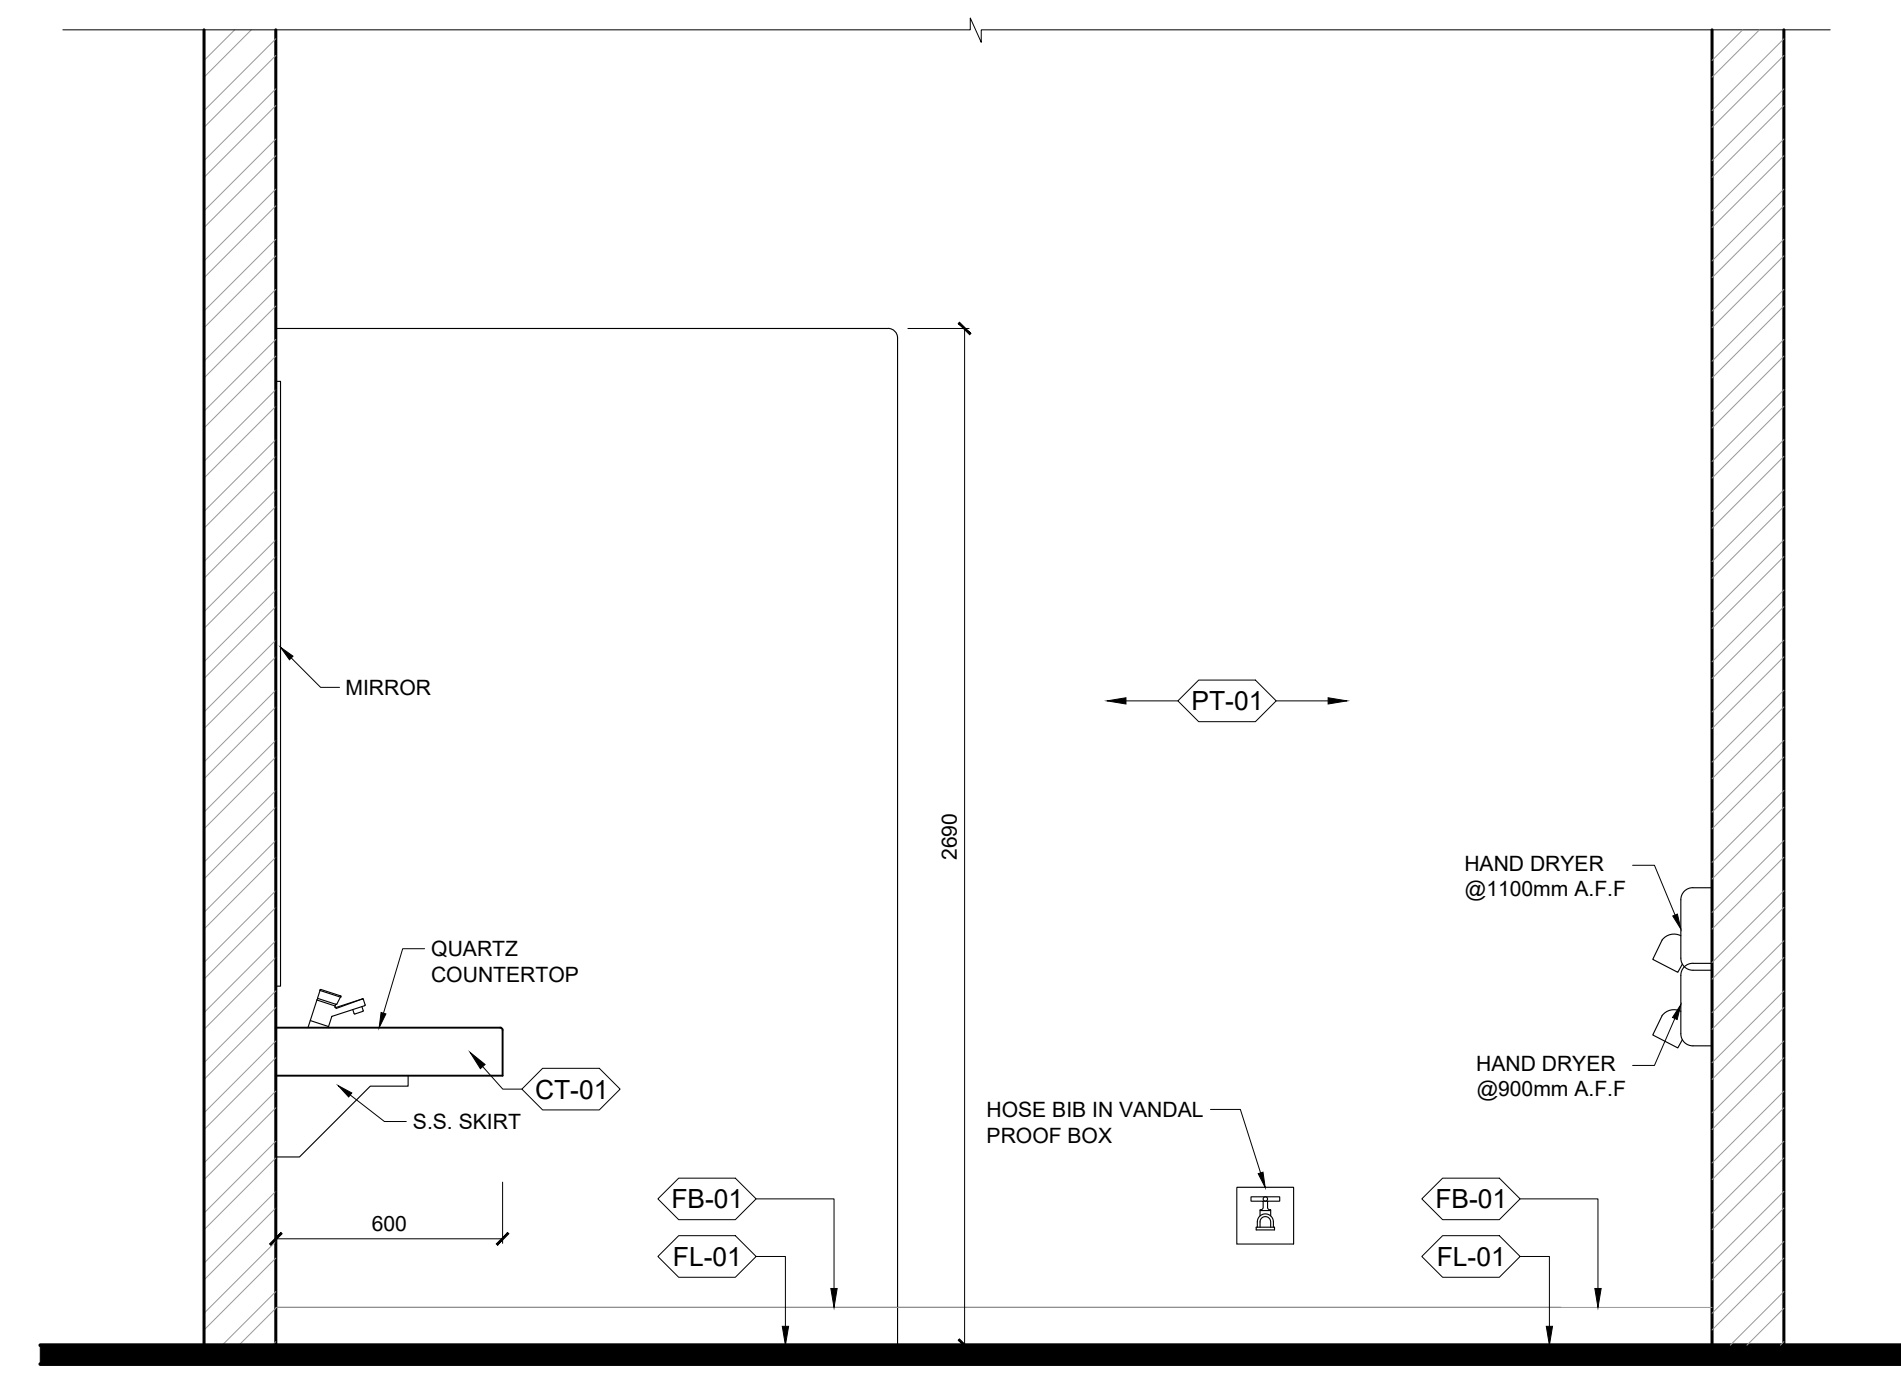 MIRROR
PT-01
2690
HAND DRYER
@1100mm A.F.F
QUARTZ
COUNTERTOP
CT-01
S.S. SKIRT
HAND DRYER
@900mm A.F.F
HOSE BIB IN VANDAL
PROOF BOX
600
FB-01
FL-01
FB-01
FL-01